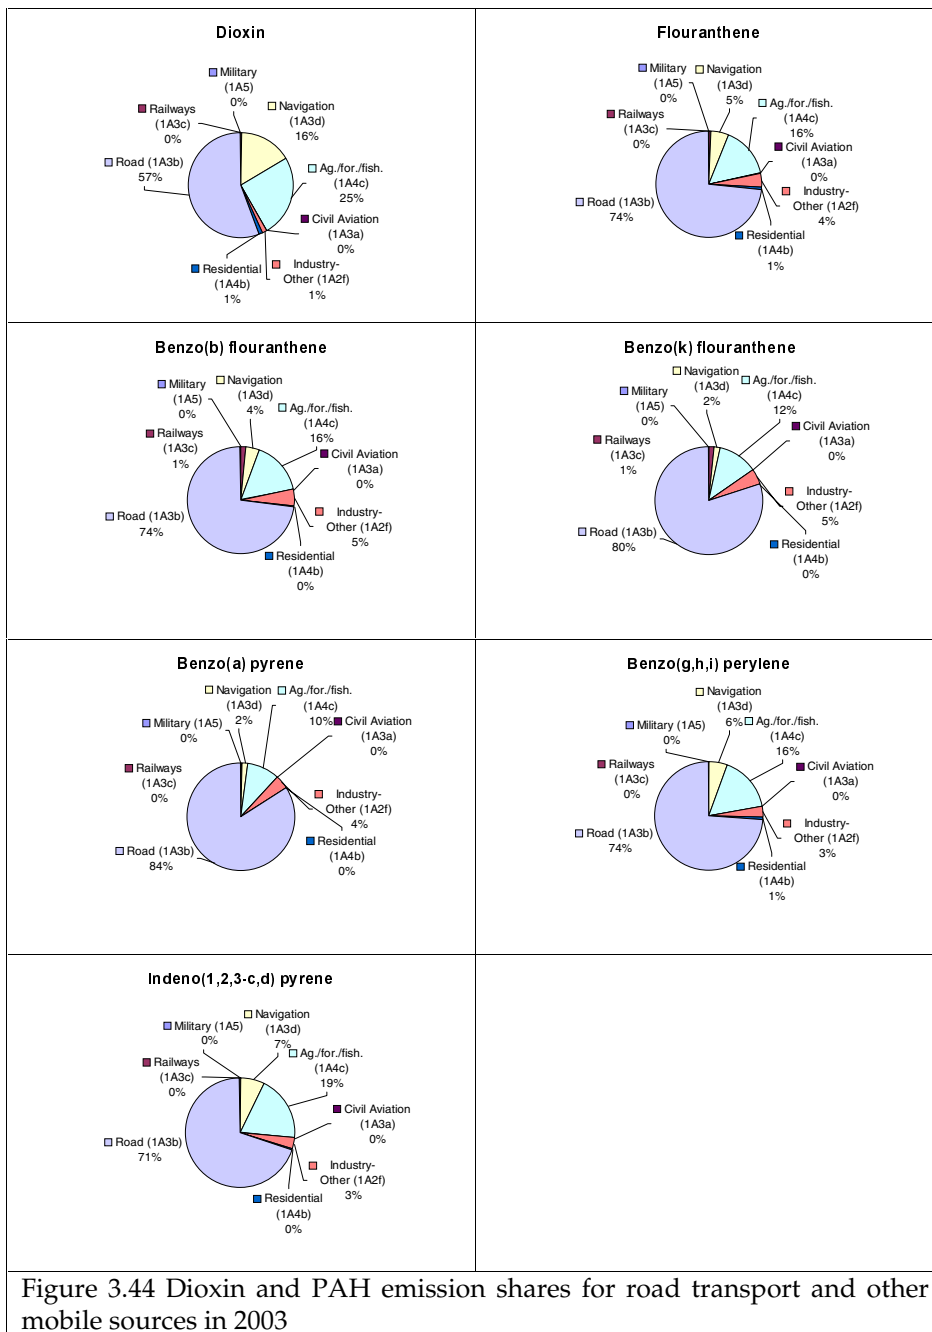 Dioxin
Military
(1A5)
0%
Navigation
(1A3d)
16%
Railways
(1A3c)
0%
Road (1A3b)
57%
Ag./for./fish.
(1A4c)
25%
Civil Aviation
(1A3a)
0%
Residential
(1A4b)
1%
Industry-
Other (1A2f)
1%
Flouranthene
Military
(1A5)
0%
Navigation
(1A3d)
5%
Ag./for./fish.
(1A4c)
16%
Railways
(1A3c)
0%
Civil Aviation
(1A3a)
0%
Road (1A3b)
74%
Industry-
Other (1A2f)
4%
Residential
(1A4b)
1%
Benzo(b) flouranthene
Military
(1A5)
0%
Navigation
(1A3d)
4%
Ag./for./fish.
(1A4c)
16%
Railways
(1A3c)
1%
Civil Aviation
(1A3a)
0%
Road (1A3b)
74%
Industry-
Other (1A2f)
5%
Residential
(1A4b)
0%
Benzo(k) flouranthene
Military
(1A5)
0%
Navigation
(1A3d)
2%
Ag./for./fish.
(1A4c)
12%
Railways
(1A3c)
1%
Civil Aviation
(1A3a)
0%
Road (1A3b)
80%
Industry-
Other (1A2f)
5%
Residential
(1A4b)
0%
Benzo(a) pyrene
Navigation
(1A3d)
2%
Ag./for./fish.
(1A4c)
10%
Military (1A5)
0%
Civil Aviation
(1A3a)
0%
Railways
(1A3c)
0%
Industry-
Other (1A2f)
4%
Road (1A3b)
84%
Residential
(1A4b)
0%
Benzo(g,h,i) perylene
Navigation
(1A3d)
6%
Military (1A5)
0%
Ag./for./fish.
(1A4c)
16%
Railways
(1A3c)
0%
Civil Aviation
(1A3a)
0%
Road (1A3b)
74%
Industry-
Other (1A2f)
3%
Residential
(1A4b)
1%
Indeno(1,2,3-c,d) pyrene
Navigation
(1A3d)
7%
Military (1A5)
0%
Ag./for./fish.
(1A4c)
19%
Railways
(1A3c)
0%
Civil Aviation
(1A3a)
0%
Road (1A3b)
71%
Industry-
Other (1A2f)
3%
Residential
(1A4b)
0%
Figure 3.44 Dioxin and PAH emission shares for road transport and other
mobile sources in 2003